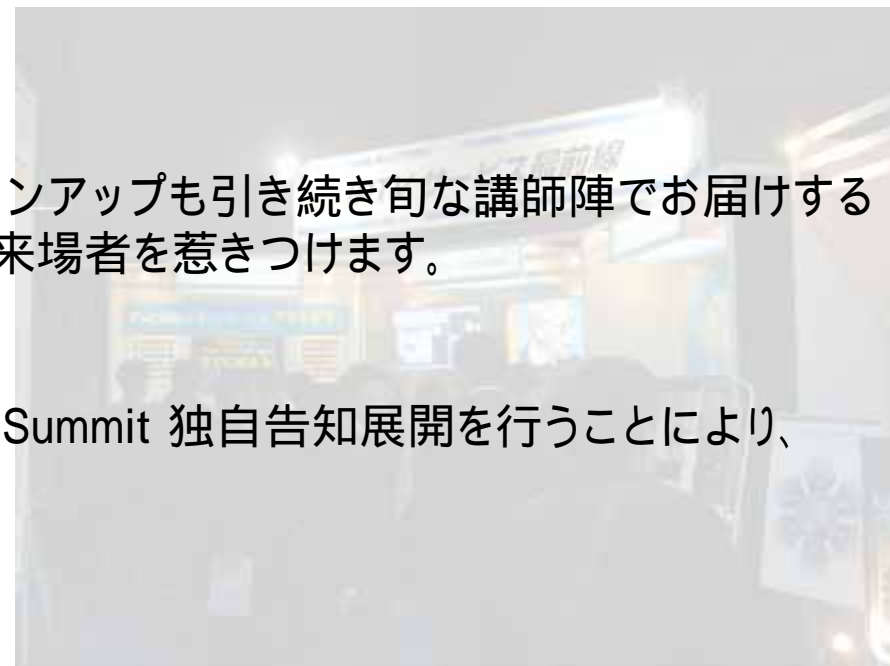 ンアップも引き続き旬な講師陣でお届けする
来場者を惹きつけます。
Summit 独自告知展開を行うことにより、